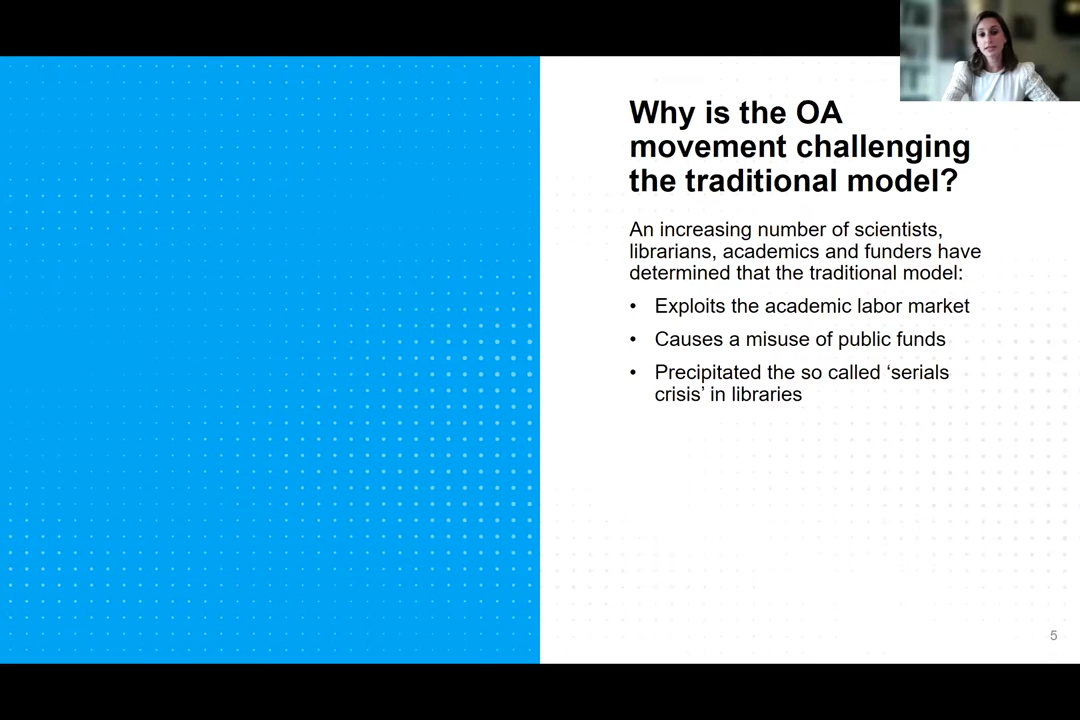 Why is the OA
movement challenging
the traditional model?
An increasing number of scientists,
librarians, academics and funders have
determined that the traditional model:
• Exploits the academic labor market
• Causes a misuse of public funds
• Precipitated the so called ‘serials
crisis’ in libraries
5